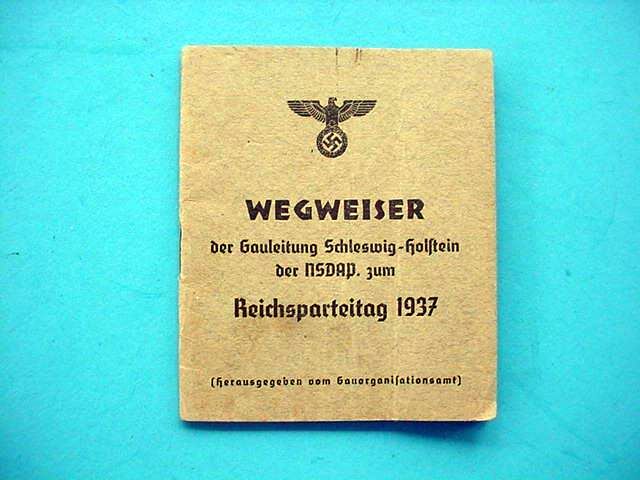 WEGWEISER
der Gauleitung Schleswig-Holſtein
der NSDAP. zum
Reichsparteitag 1937
(Herausgegeben vom Gauorganiſationsamt)